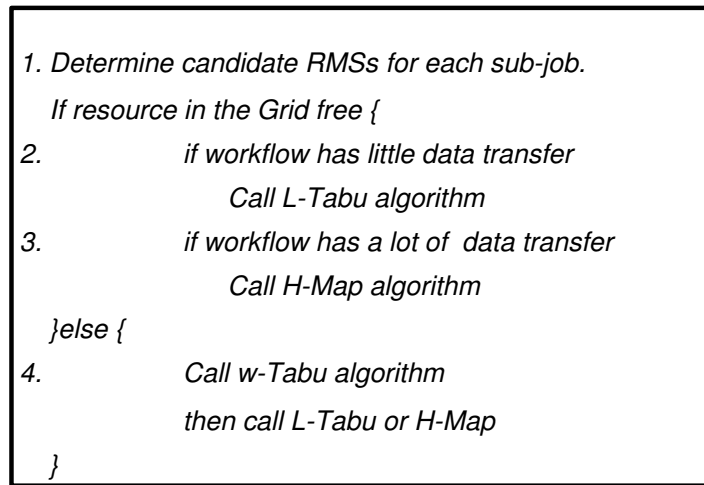 1. Determine candidate RMSs for each sub-job.
If resource in the Grid free {
2. if workflow has little data transfer
Call L-Tabu algorithm
3. if workflow has a lot of data transfer
Call H-Map algorithm
}else {
4. Call w-Tabu algorithm
then call L-Tabu or H-Map
}